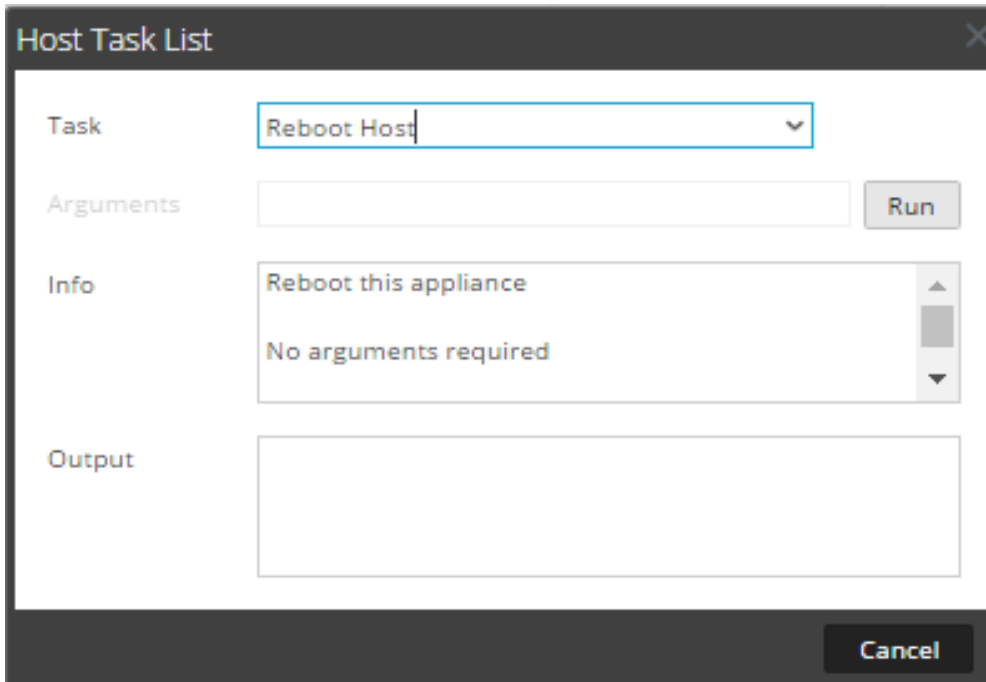 Host Task List
Task
Reboot Host
Arguments
Run
Info
Reboot this appliance
No arguments required
Output
Cancel